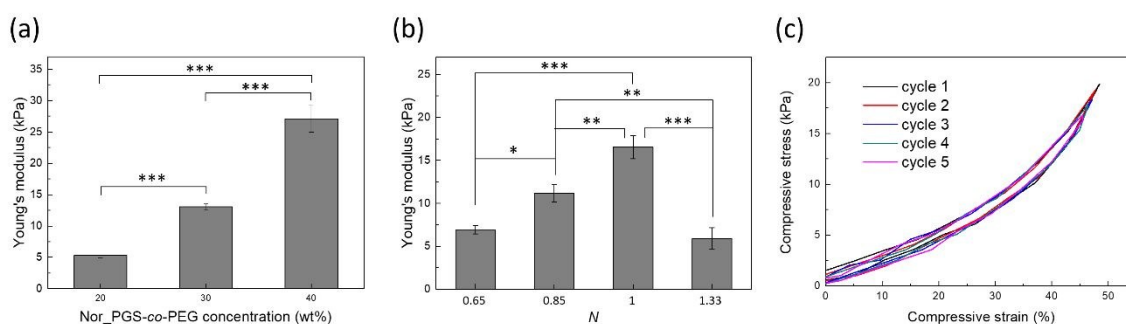 (a)
Young's modulus (kPa)
35
30
25
20
15
10
5
0
***
***
***
20 30 40
Nor_PGS-co-PEG concentration (wt%)
(b)
Young's modulus (kPa)
25
20
15
10
5
0
***
**
** ***
*
0.65 0.85 1 1.33
N
(c)
Compressive stress (kPa)
20
15
10
5
0
cycle 1
cycle 2
cycle 3
cycle 4
cycle 5
0 10 20 30 40 50
Compressive strain (%)